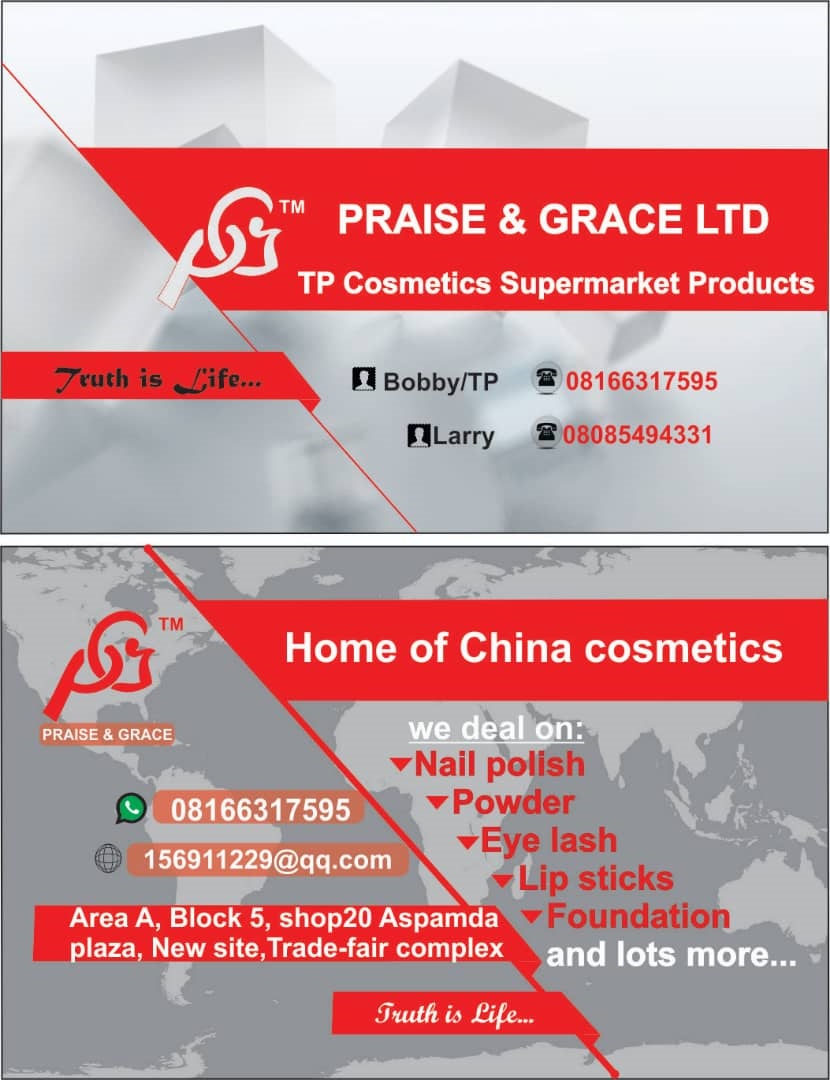 TM
PRAISE & GRACE LTD
TP Cosmetics Supermarket Products
Truth is Life...
Bobby/TP
08166317595
Larry
08085494331
TM
PRAISE & GRACE
Home of China cosmetics
we deal on:
Nail polish
Powder
Eye lash
Lip sticks
Foundation
and lots more...
08166317595
156911229@qq.com
Area A, Block 5, shop20 Aspamda
plaza, New site,Trade-fair complex
Truth is Life...